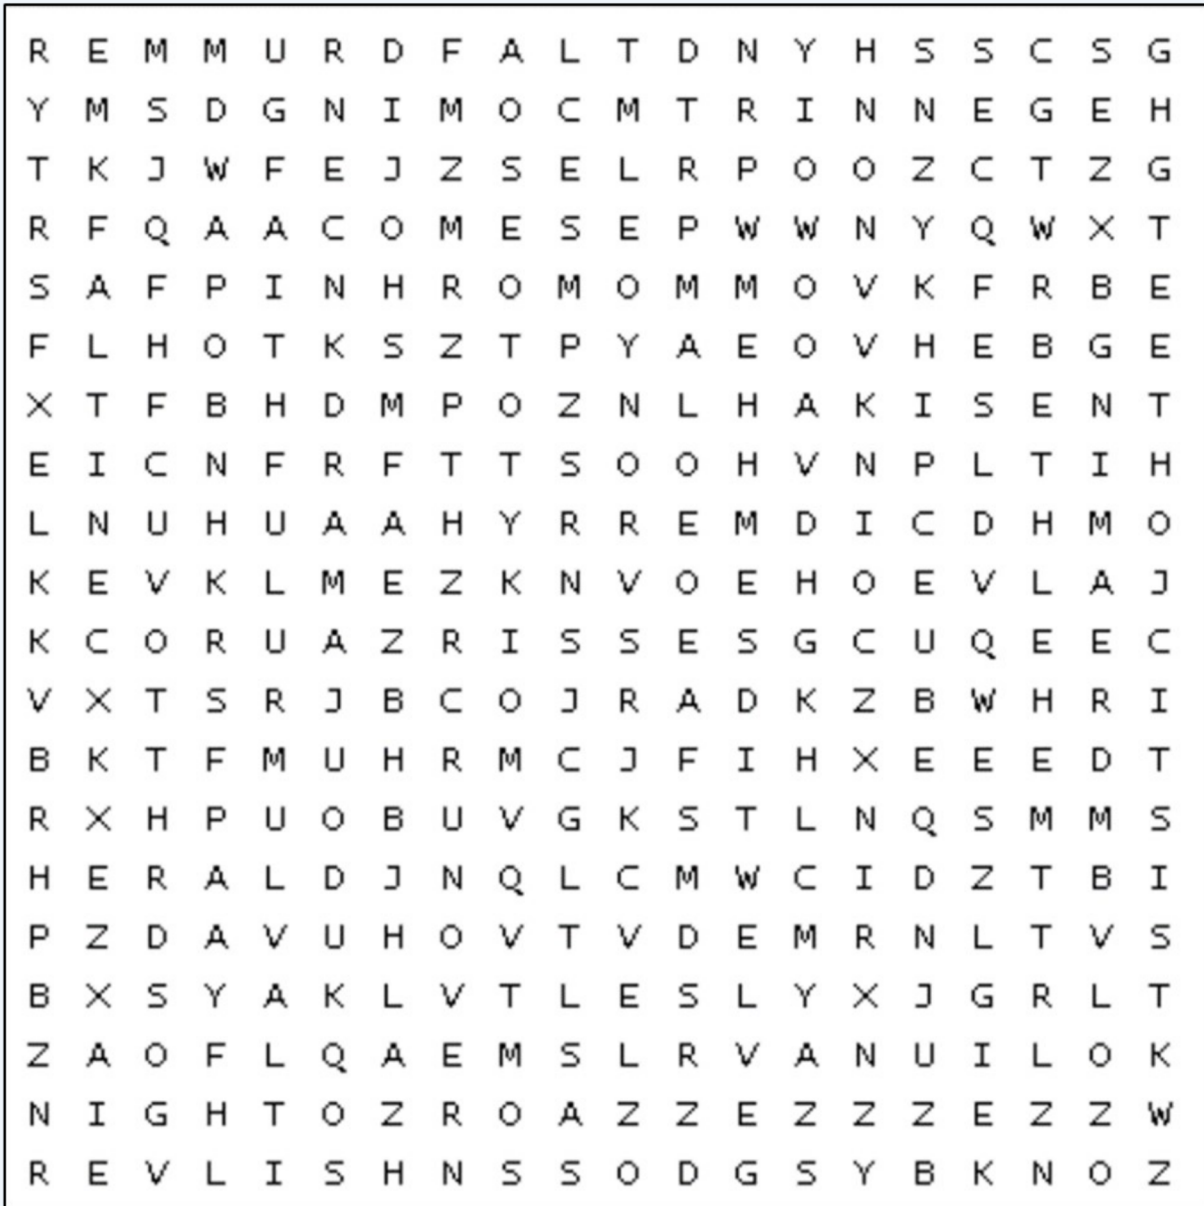 R E M M U R D F A L T D N Y H S S C S G
Y M S D G N I M O C M T R I N N E G E H
T K J W F E J Z S E L R P O O Z C T Z G
R F Q A A C O M E S E P W W N Y Q W X T
S A F P I N H R O M O M M O V K F R B E
F L H O T K S Z T P Y A E O V H E B G E
X T F B H D M P O Z N L H A K I S E N T
E I C N F R F T T S O O H V N P L T I H
L N U H U A A H Y R R E M D I C D H M O
K E V K L M E Z K N V O E H O E V L A J
K C O R U A Z R I S S E S G C U Q E E C
V X T S R J B C O J R A D K Z B W H R I
B K T F M U H R M C J F I H X E E E D T
R X H P U O B U V G K S T L N Q S M M S
H E R A L D J N Q L C M W C I D Z T B I
P Z D A V U H O V T V D E M R N L T V S
B X S Y A K L V T L E S L Y X J G R L T
Z A O F L Q A E M S L R V A N U I L O K
N I G H T O Z R O A Z Z E Z Z Z E Z Z W
R E V L I S H N S S O D G S Y B K N O Z